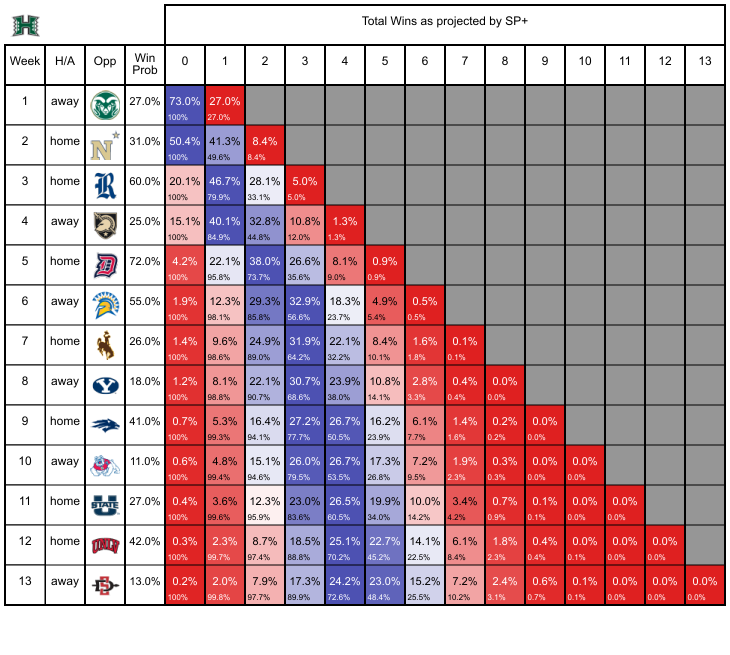 H
Total Wins as projected by SP+
Week H/A Opp Win Prob 0 1 2 3 4 5 6 7 8 9 10 11 12 13
1 away 27.0% 73.0% 27.0%
100% 27.0%
2 home N 31.0% 50.4% 41.3% 8.4%
100% 49.6% 8.4%
3 home R 60.0% 20.1% 46.7% 28.1% 5.0%
100% 79.9% 33.1% 5.0%
4 away 25.0% 15.1% 40.1% 32.8% 10.8% 1.3%
100% 84.9% 44.8% 12.0% 1.3%
5 home D 72.0% 4.2% 22.1% 38.0% 26.6% 8.1% 0.9%
100% 95.8% 73.7% 35.6% 9.0% 0.9%
6 away 55.0% 1.9% 12.3% 29.3% 32.9% 18.3% 4.9% 0.5%
100% 98.1% 85.8% 56.6% 23.7% 5.4% 0.5%
7 home 26.0% 1.4% 9.6% 24.9% 31.9% 22.1% 8.4% 1.6% 0.1%
100% 98.6% 89.0% 64.2% 32.2% 10.1% 1.8% 0.1%
8 away BYU 18.0% 1.2% 8.1% 22.1% 30.7% 23.9% 10.8% 2.8% 0.4% 0.0%
100% 98.8% 90.7% 68.6% 38.0% 14.1% 3.3% 0.4% 0.0%
9 home 41.0% 0.7% 5.3% 16.4% 27.2% 26.7% 16.2% 6.1% 1.4% 0.2% 0.0%
100% 99.3% 94.1% 77.7% 50.5% 23.9% 7.7% 1.6% 0.2% 0.0%
10 away 11.0% 0.6% 4.8% 15.1% 26.0% 26.7% 17.3% 7.2% 1.9% 0.3% 0.0% 0.0%
100% 99.4% 94.6% 79.5% 53.5% 26.8% 9.5% 2.3% 0.3% 0.0% 0.0%
11 home U STATE 27.0% 0.4% 3.6% 12.3% 23.0% 26.5% 19.9% 10.0% 3.4% 0.7% 0.1% 0.0% 0.0%
100% 99.6% 95.9% 83.6% 60.5% 34.0% 14.2% 4.2% 0.9% 0.1% 0.0% 0.0%
12 home UNLV 42.0% 0.3% 2.3% 8.7% 18.5% 25.1% 22.7% 14.1% 6.1% 1.8% 0.4% 0.0% 0.0% 0.0%
100% 99.7% 97.4% 88.8% 70.2% 45.2% 22.5% 8.4% 2.3% 0.4% 0.1% 0.0% 0.0%
13 away SD 13.0% 0.2% 2.0% 7.9% 17.3% 24.2% 23.0% 15.2% 7.2% 2.4% 0.6% 0.1% 0.0% 0.0% 0.0%
100% 99.8% 97.7% 89.9% 72.6% 48.4% 25.5% 10.2% 3.1% 0.7% 0.1% 0.0% 0.0% 0.0%